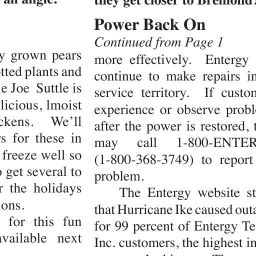 an angle.
y grown pears
otted plants and
e Joe Suttle is
licious, lmoist
ckens. We'll
rs for these in
freeze well so
o get several to
r the holidays
ions.
for this fun
available next
they get closer to Bremond.
Power Back On
Continued from Page 1
more effectively. Entergy
continue to make repairs in
service territory. If custom
experience or observe probl
after the power is restored, t
may call 1-800-ENTER
(1-800-368-3749) to report
problem.
The Entergy website st
that Hurricane Ike caused outa
for 99 percent of Entergy Te
Inc. customers, the highest in